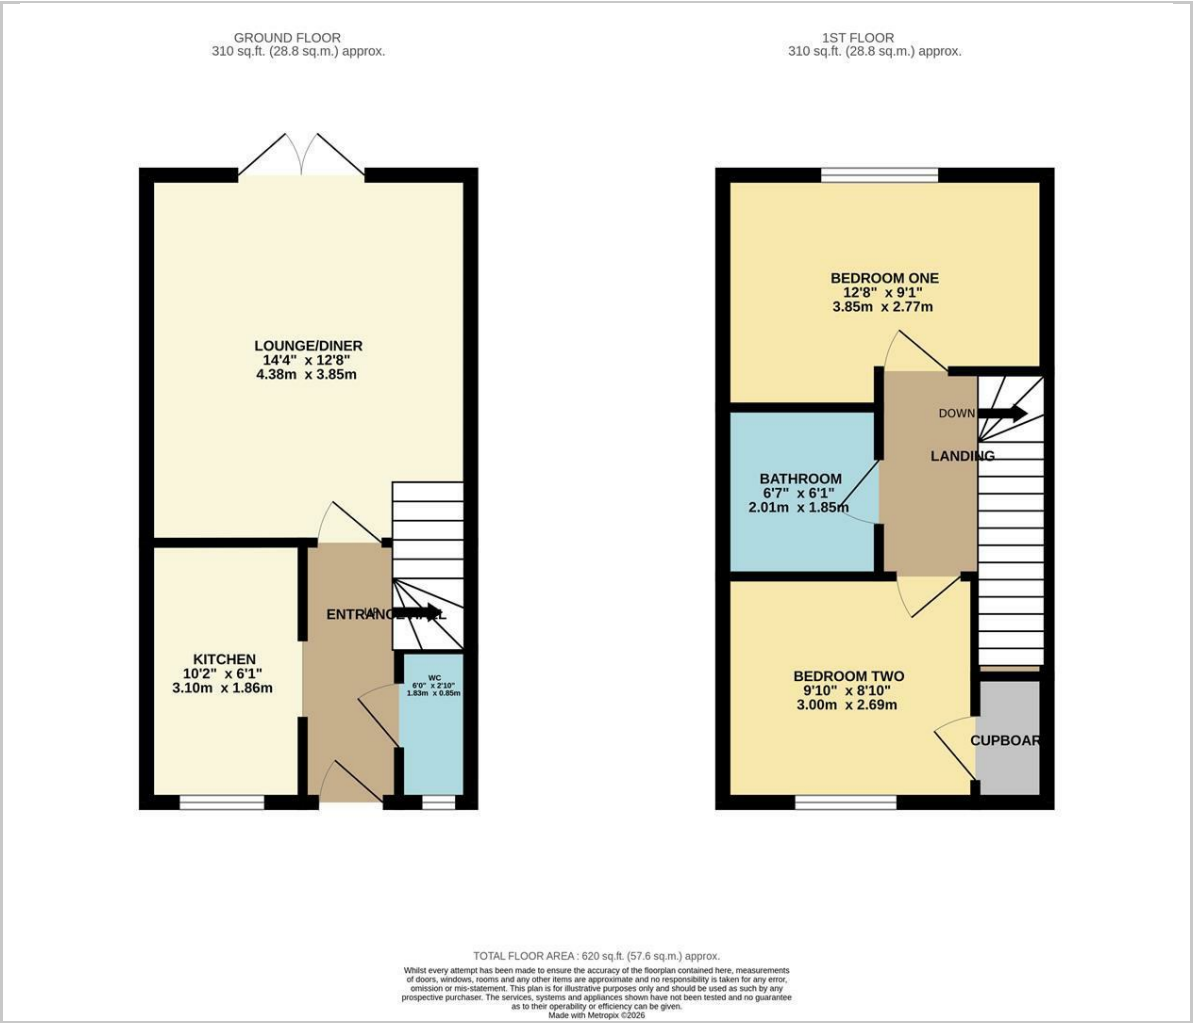 GROUND FLOOR
310 sq.ft. (28.8 sq.m.) approx.
1ST FLOOR
310 sq.ft. (28.8 sq.m.) approx.
LOUNGE/DINER
14'4" x 12'8"
4.38m x 3.85m
KITCHEN
10'2" x 6'1"
3.10m x 1.86m
ENTRANCE HALL
UP
WC
6'0" x 2'10"
1.83m x 0.85m
BEDROOM ONE
12'8" x 9'1"
3.85m x 2.77m
DOWN
LANDING
BATHROOM
6'7" x 6'1"
2.01m x 1.85m
BEDROOM TWO
9'10" x 8'10"
3.00m x 2.69m
CUPBOAR
TOTAL FLOOR AREA : 620 sq.ft. (57.6 sq.m.) approx.
Whilst every attempt has been made to ensure the accuracy of the floorplan contained here, measurements
of doors, windows, rooms and any other items are approximate and no responsibility is taken for any error,
omission or mis-statement. This plan is for illustrative purposes only and should be used as such by any
prospective purchaser. The services, systems and appliances shown have not been tested and no guarantee
as to their operability or efficiency can be given.
Made with Metropix ©2026